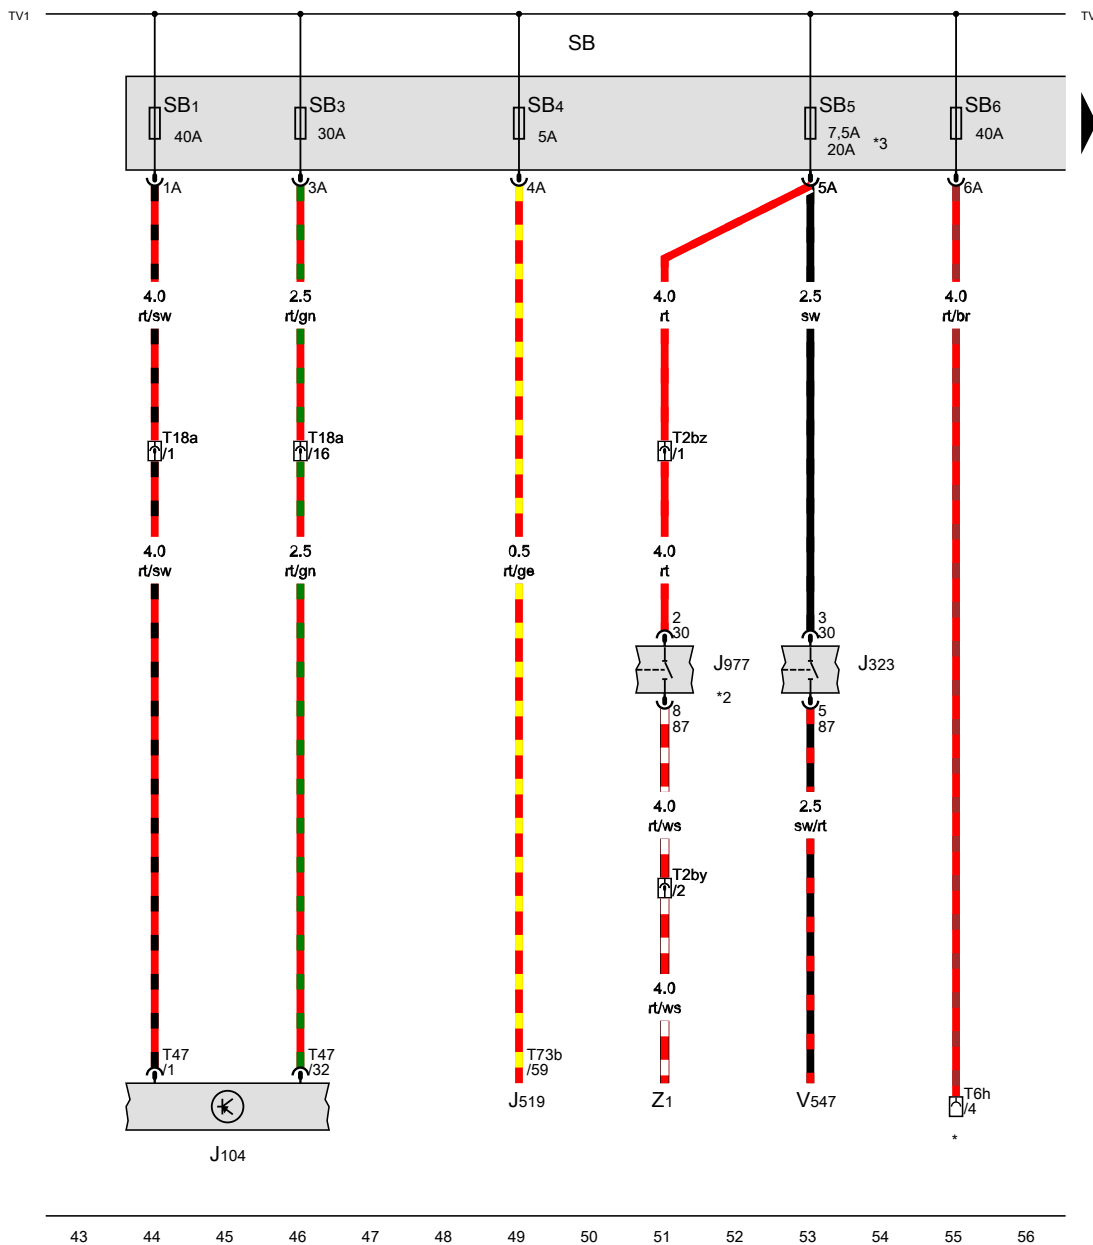 TV1
TV
SB
SB1
40A
SB3
30A
SB4
5A
SB5
7,5A
20A
*3
SB6
40A
1A
3A
4A
5A
6A
4.0
rt/sw
2.5
rt/gn
4.0
rt
2.5
sw
4.0
rt/br
T18a
/1
T18a
/16
T2bz
/1
4.0
rt/sw
2.5
rt/gn
0.5
rt/ge
4.0
rt
2
30
3
30
J977
*2
J323
8
87
5
87
4.0
rt/ws
2.5
sw/rt
T2by
/2
4.0
rt/ws
T47
/1
T47
/32
T73b
/59
J519
Z1
V547
T6h
/4
*
J104
43 44 45 46 47 48 49 50 51 52 53 54 55 56